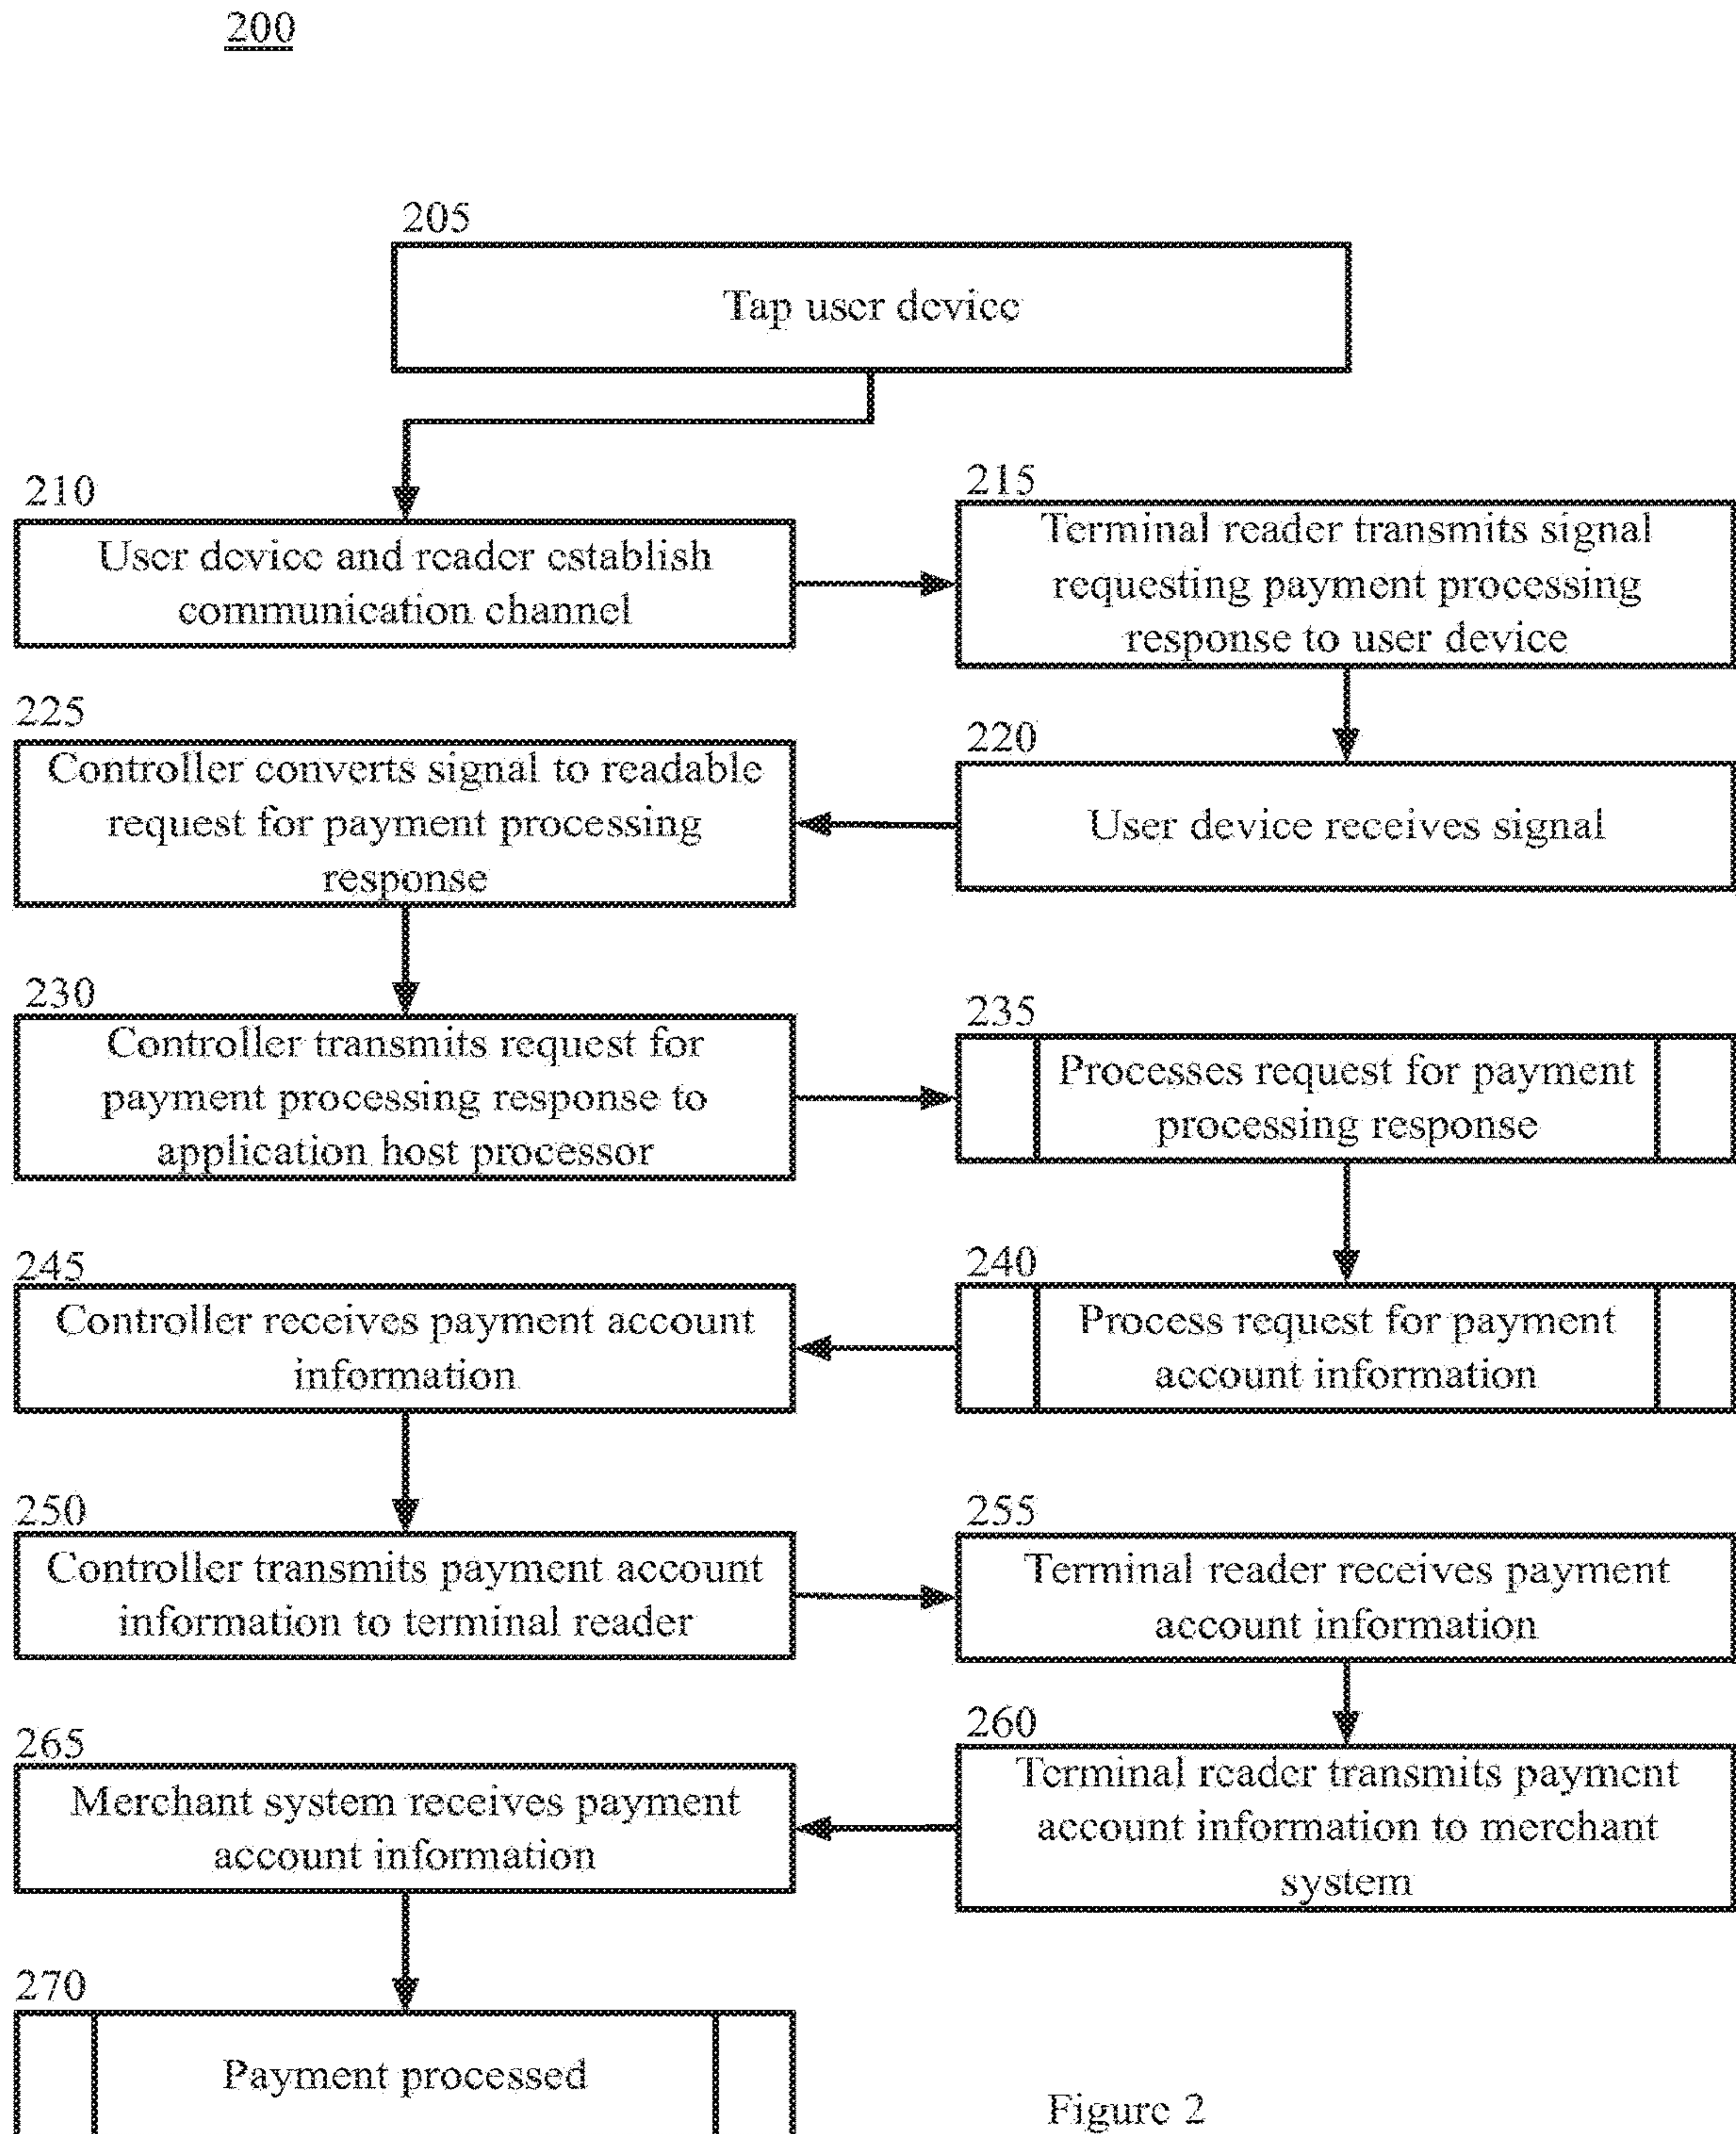 200
205
Tap user device
210
User device and reader establish
communication channel
215
Terminal reader transmits signal
requesting payment processing
response to user device
220
User device receives signal
225
Controller converts signal to readable
request for payment processing
response
230
Controller transmits request for
payment processing response to
application host processor
235
Processes request for payment
processing response
240
Process request for payment
account information
245
Controller receives payment account
information
250
Controller transmits payment account
information to terminal reader
255
Terminal reader receives payment
account information
260
Terminal reader transmits payment
account information to merchant
system
265
Merchant system receives payment
account information
270
Payment processed
Figure 2